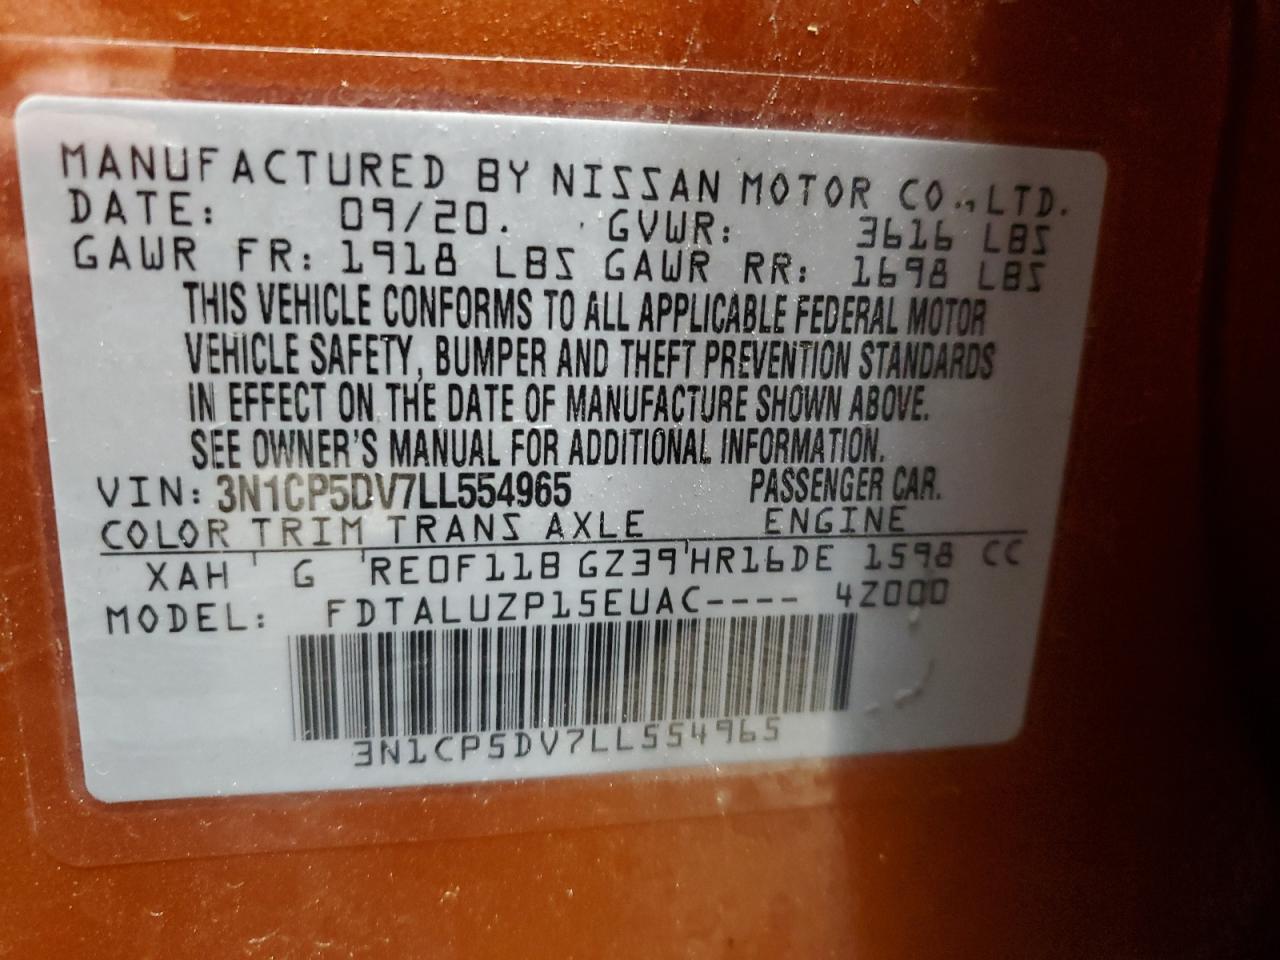 MANUFACTURED BY NISSAN MOTOR CO., LTD.
DATE: 09/20. GVWR: 3616 LBS
GAWR FR: 1918 LBS GAWR RR: 1698 LBS
THIS VEHICLE CONFORMS TO ALL APPLICABLE FEDERAL MOTOR
VEHICLE SAFETY, BUMPER AND THEFT PREVENTION STANDARDS
IN EFFECT ON THE DATE OF MANUFACTURE SHOWN ABOVE.
SEE OWNER'S MANUAL FOR ADDITIONAL INFORMATION.
VIN: 3N1CP5DV7LL554965 PASSENGER CAR.
COLOR TRIM TRANS AXLE ENGINE
XAH G RE0F11B GZ39 HR16DE 1598 CC
MODEL: FDTALUZP15EUAC---- 4Z000
3N1CP5DV7LL554965